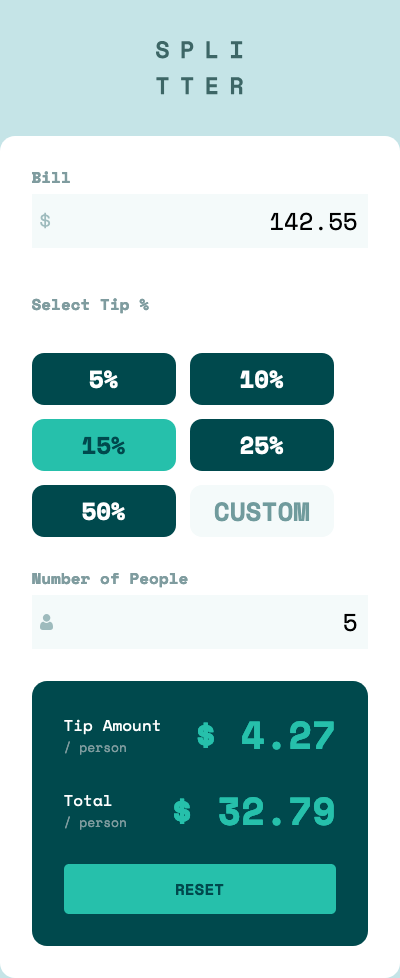 SPLI
TTER
Bill
$ 142.55
Select Tip %
5% 10%
15% 25%
50% CUSTOM
Number of People
5
Tip Amount $ 4.27
/ person
Total $ 32.79
/ person
RESET